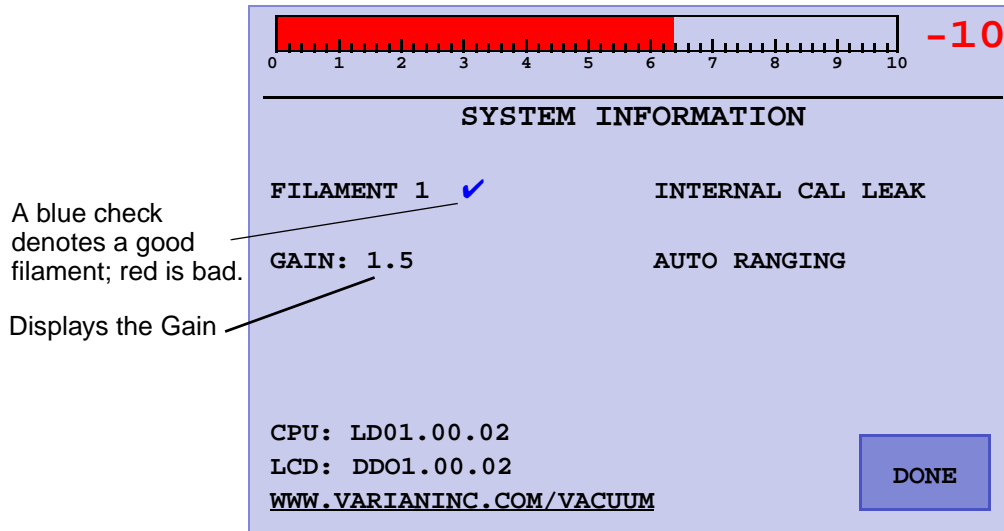 -10
0 1 2 3 4 5 6 7 8 9 10
SYSTEM INFORMATION
FILAMENT 1 ✔ INTERNAL CAL LEAK
A blue check
denotes a good
filament; red is bad.
GAIN: 1.5 AUTO RANGING
Displays the Gain
CPU: LD01.00.02
LCD: DDO1.00.02
WWW.VARIANINC.COM/VACUUM
DONE